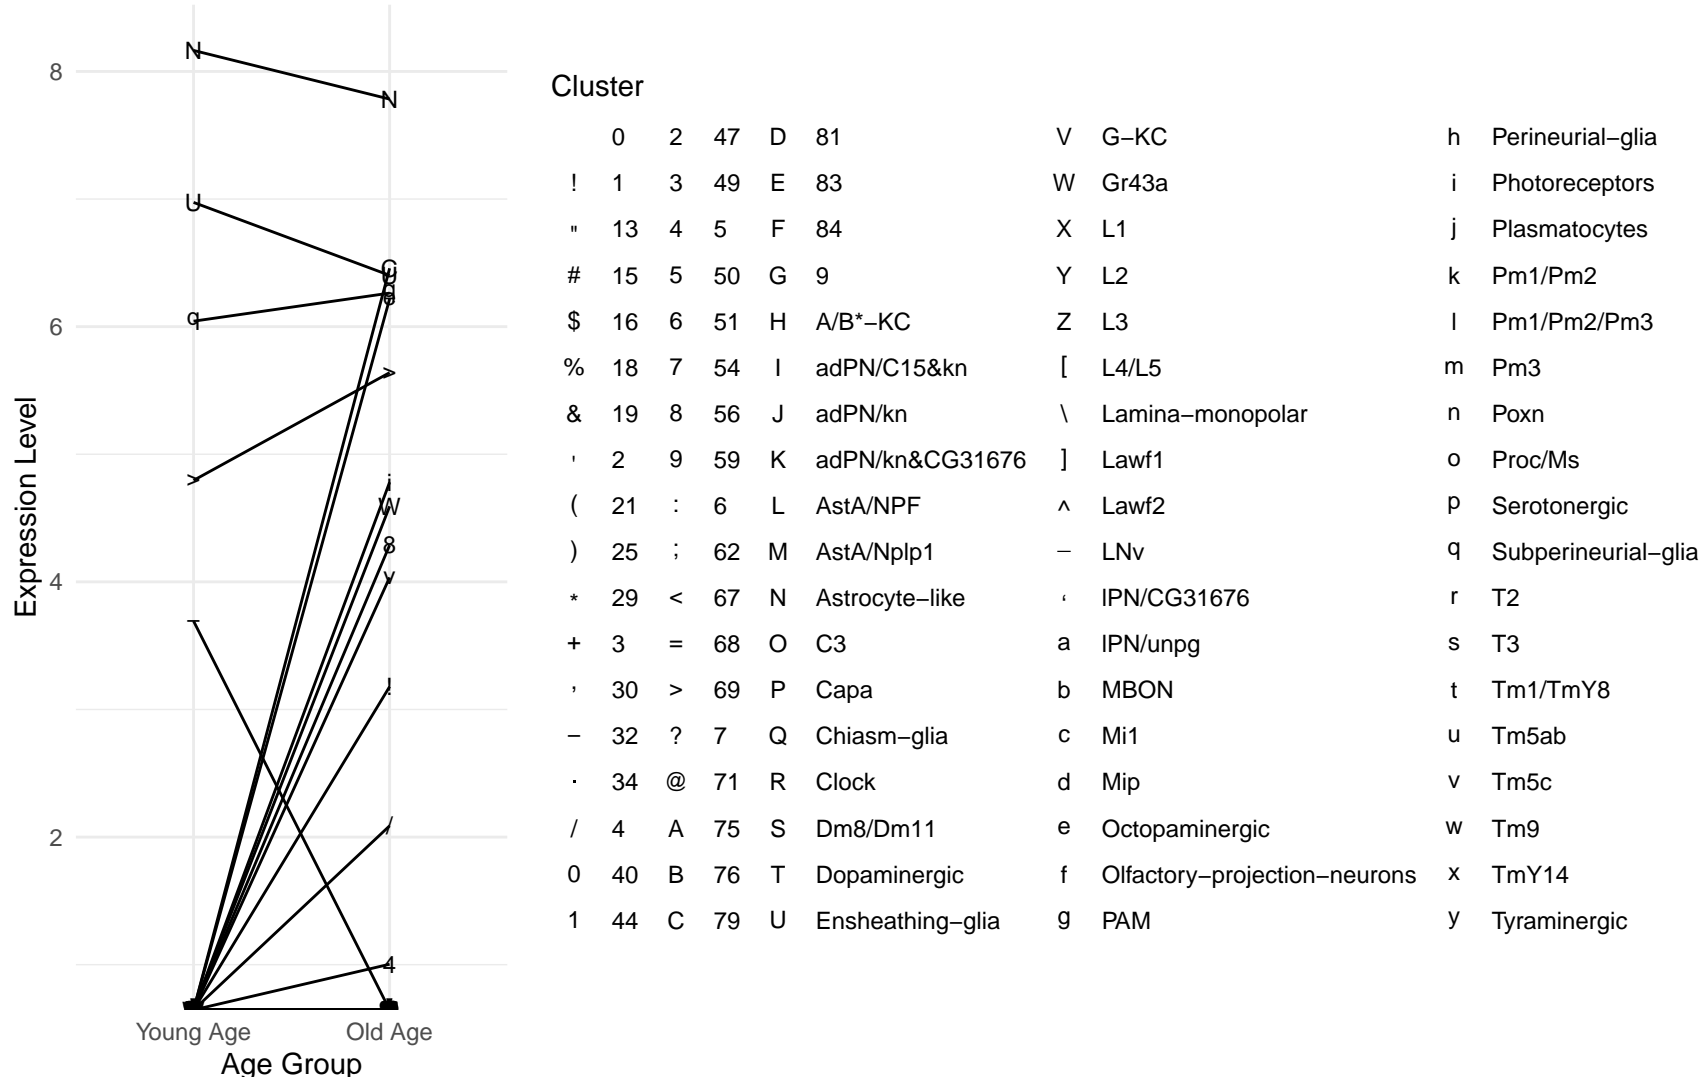 8
6
4
2
Expression Level
Young Age Old Age
Age Group
N N
U G
U
q q
e
> >
i
W
8
v
!
/
4
Cluster
0 2 47 D 81 V G−KC h Perineurial−glia
! 1 3 49 E 83 W Gr43a i Photoreceptors
" 13 4 5 F 84 X L1 j Plasmatocytes
# 15 5 50 G 9 Y L2 k Pm1/Pm2
$ 16 6 51 H A/B*−KC Z L3 l Pm1/Pm2/Pm3
% 18 7 54 I adPN/C15&kn [ L4/L5 m Pm3
& 19 8 56 J adPN/kn \ Lamina−monopolar n Poxn
' 2 9 59 K adPN/kn&CG31676 ] Lawf1 o Proc/Ms
( 21 : 6 L AstA/NPF ^ Lawf2 p Serotonergic
) 25 ; 62 M AstA/Nplp1 − LNv q Subperineurial−glia
* 29 < 67 N Astrocyte−like ‘ lPN/CG31676 r T2
+ 3 = 68 O C3 a lPN/unpg s T3
, 30 > 69 P Capa b MBON t Tm1/TmY8
− 32 ? 7 Q Chiasm−glia c Mi1 u Tm5ab
. 34 @ 71 R Clock d Mip v Tm5c
/ 4 A 75 S Dm8/Dm11 e Octopaminergic w Tm9
0 40 B 76 T Dopaminergic f Olfactory−projection−neurons x TmY14
1 44 C 79 U Ensheathing−glia g PAM y Tyraminergic